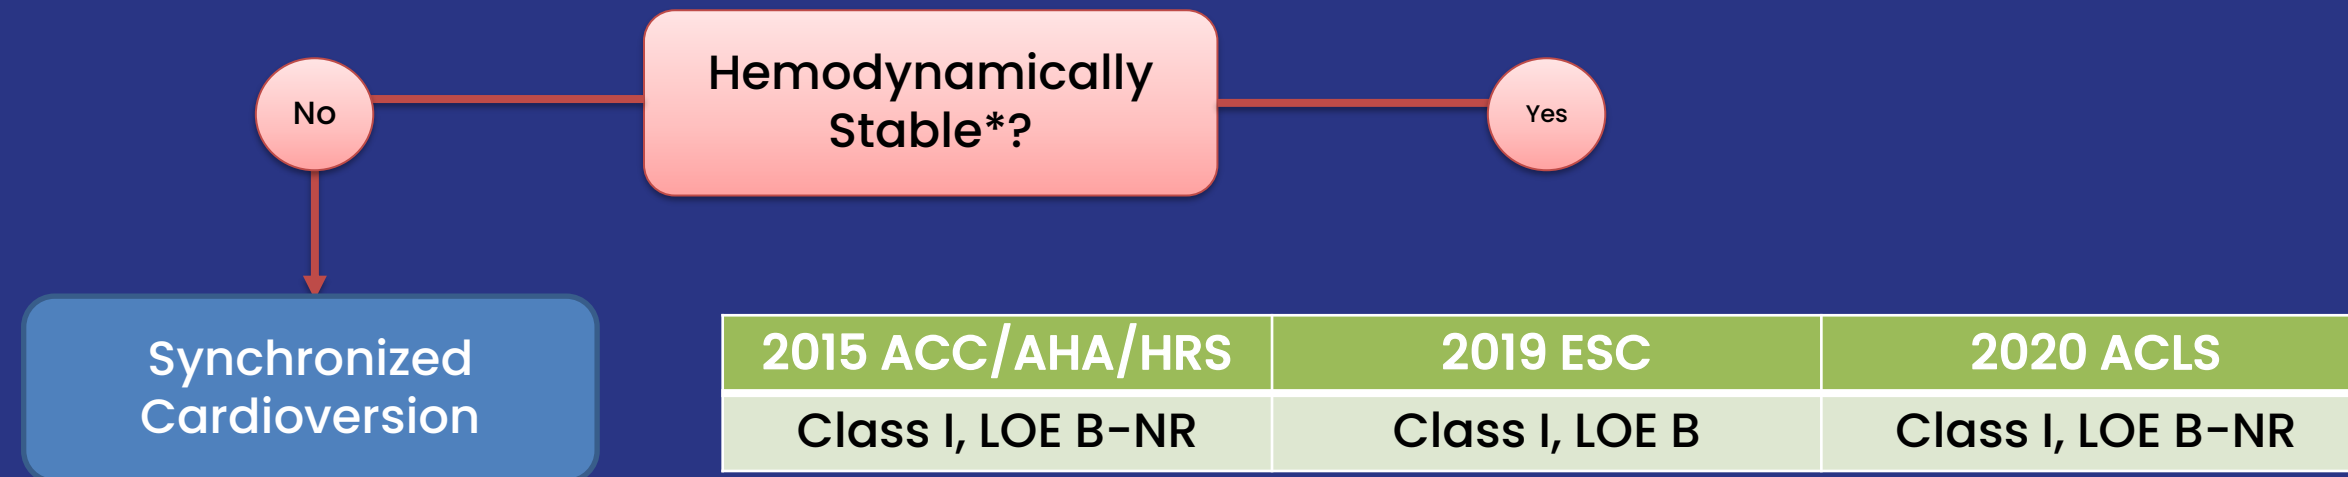 Hemodynamically
Stable*?
No
Yes
Synchronized
Cardioversion
2015 ACC/AHA/HRS
2019 ESC
2020 ACLS
Class I, LOE B-NR
Class I, LOE B
Class I, LOE B-NR